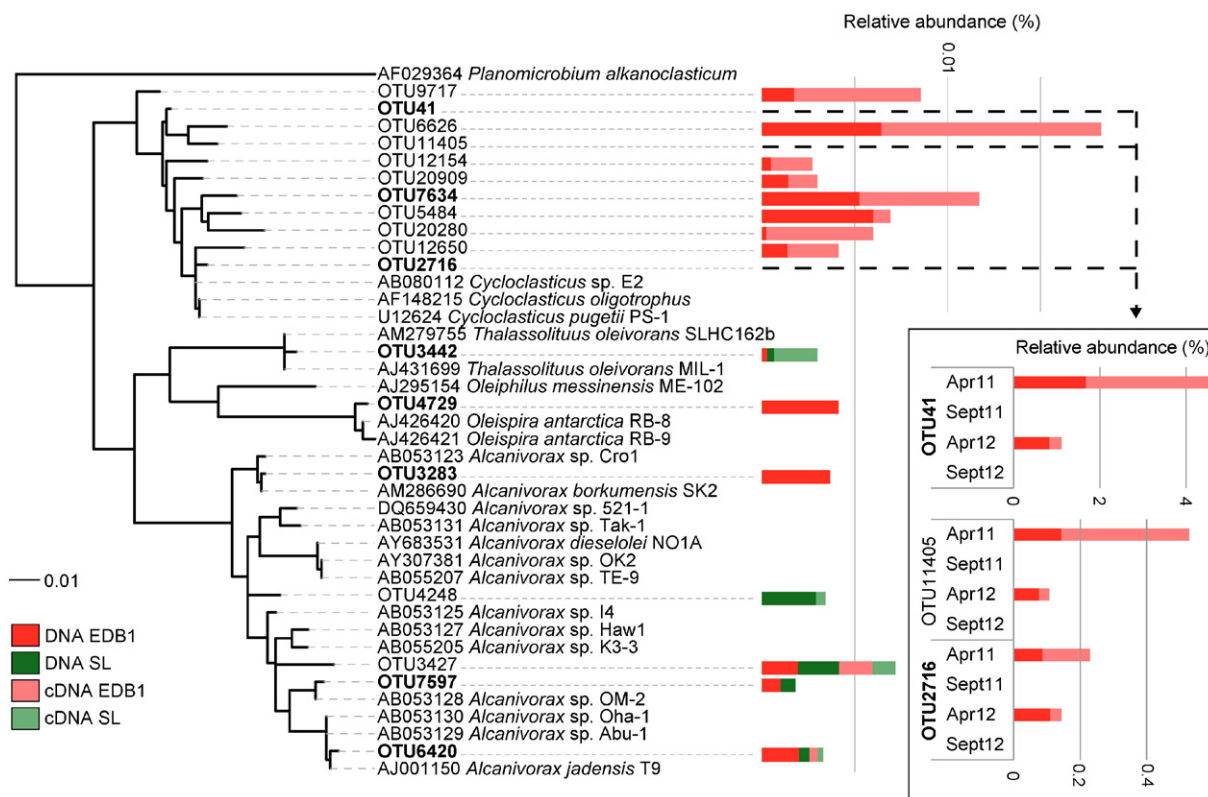 Relative abundance (%)
0.01
AF029364 Planomicrobium alkanoclasticum
OTU9717
OTU41
OTU6626
OTU11405
OTU12154
OTU20909
OTU7634
OTU5484
OTU20280
OTU12650
OTU2716
AB080112 Cycloclasticus sp. E2
AF148215 Cycloclasticus oligotrophus
U12624 Cycloclasticus pugetii PS-1
AM279755 Thalassolituus oleivorans SLHC162b
OTU3442
AJ431699 Thalassolituus oleivorans MIL-1
AJ295154 Oleiphilus messinensis ME-102
OTU4729
AJ426420 Oleispira antarctica RB-8
AJ426421 Oleispira antarctica RB-9
AB053123 Alcanivorax sp. Cro1
OTU3283
AM286690 Alcanivorax borkumensis SK2
DQ659430 Alcanivorax sp. 521-1
AB053131 Alcanivorax sp. Tak-1
AY683531 Alcanivorax dieselolei NO1A
AY307381 Alcanivorax sp. OK2
AB055207 Alcanivorax sp. TE-9
OTU4248
AB053125 Alcanivorax sp. I4
AB053127 Alcanivorax sp. Haw1
AB055205 Alcanivorax sp. K3-3
OTU3427
OTU7597
AB053128 Alcanivorax sp. OM-2
AB053130 Alcanivorax sp. Oha-1
AB053129 Alcanivorax sp. Abu-1
OTU6420
AJ001150 Alcanivorax jadensis T9
0.01
DNA EDB1
DNA SL
cDNA EDB1
cDNA SL
Relative abundance (%)
OTU41
Apr11
Sept11
Apr12
Sept12
0 2 4
OTU11405
Apr11
Sept11
Apr12
Sept12
OTU2716
Apr11
Sept11
Apr12
Sept12
0 0.2 0.4